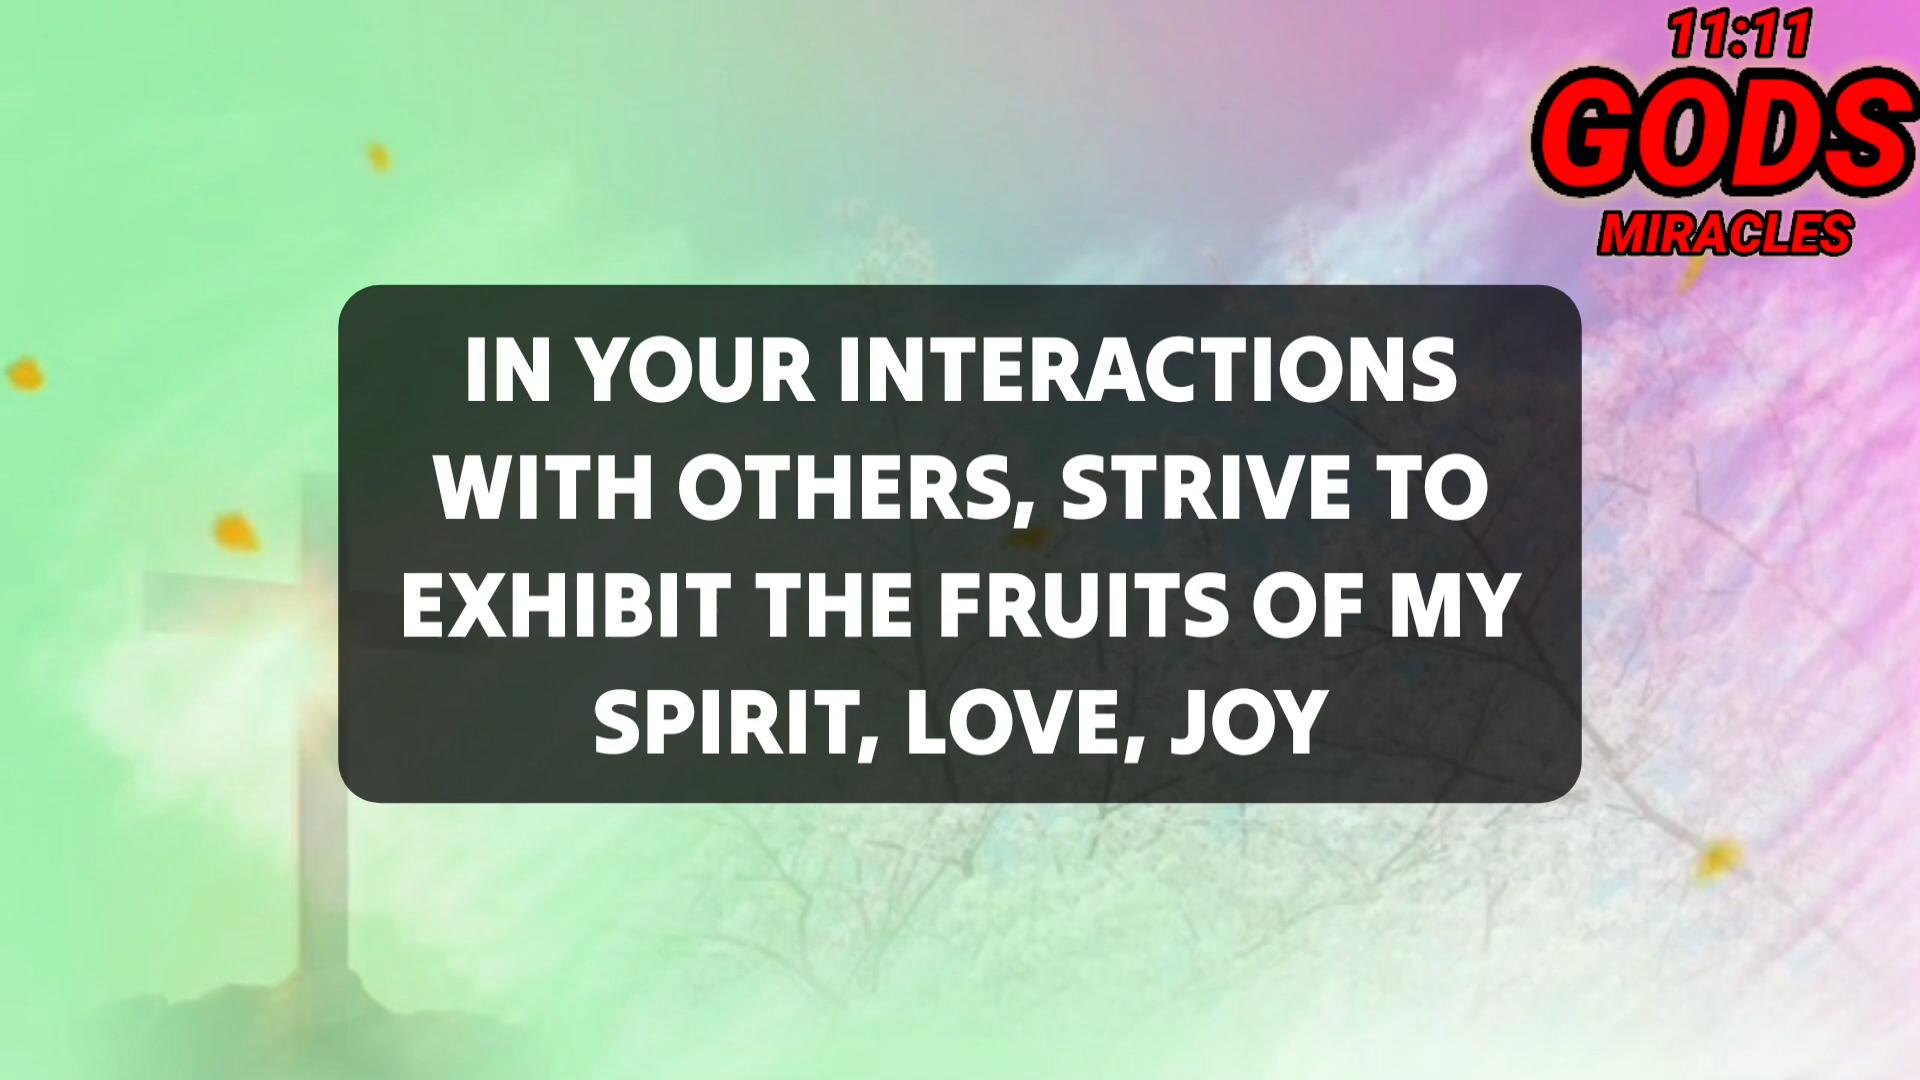 11:11
GODS
MIRACLES
IN YOUR INTERACTIONS
WITH OTHERS, STRIVE TO
EXHIBIT THE FRUITS OF MY
SPIRIT, LOVE, JOY